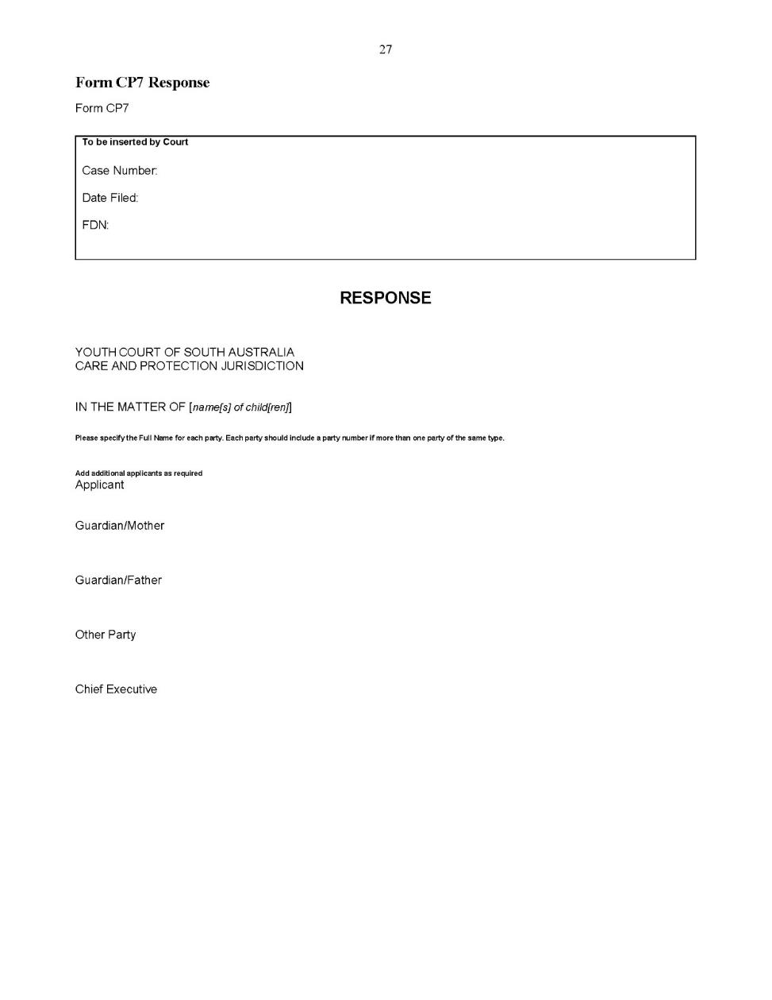 27
Form CP7 Response
Form CP7
To be inserted by Court
Case Number:
Date Filed:
FDN:
RESPONSE
YOUTH COURT OF SOUTH AUSTRALIA
CARE AND PROTECTION JURISDICTION
IN THE MATTER OF [name[s] of child[ren]]
Please specify the Full Name for each party. Each party should include a party number if more than one party of the same type.
Add additional applicants as required
Applicant
Guardian/Mother
Guardian/Father
Other Party
Chief Executive